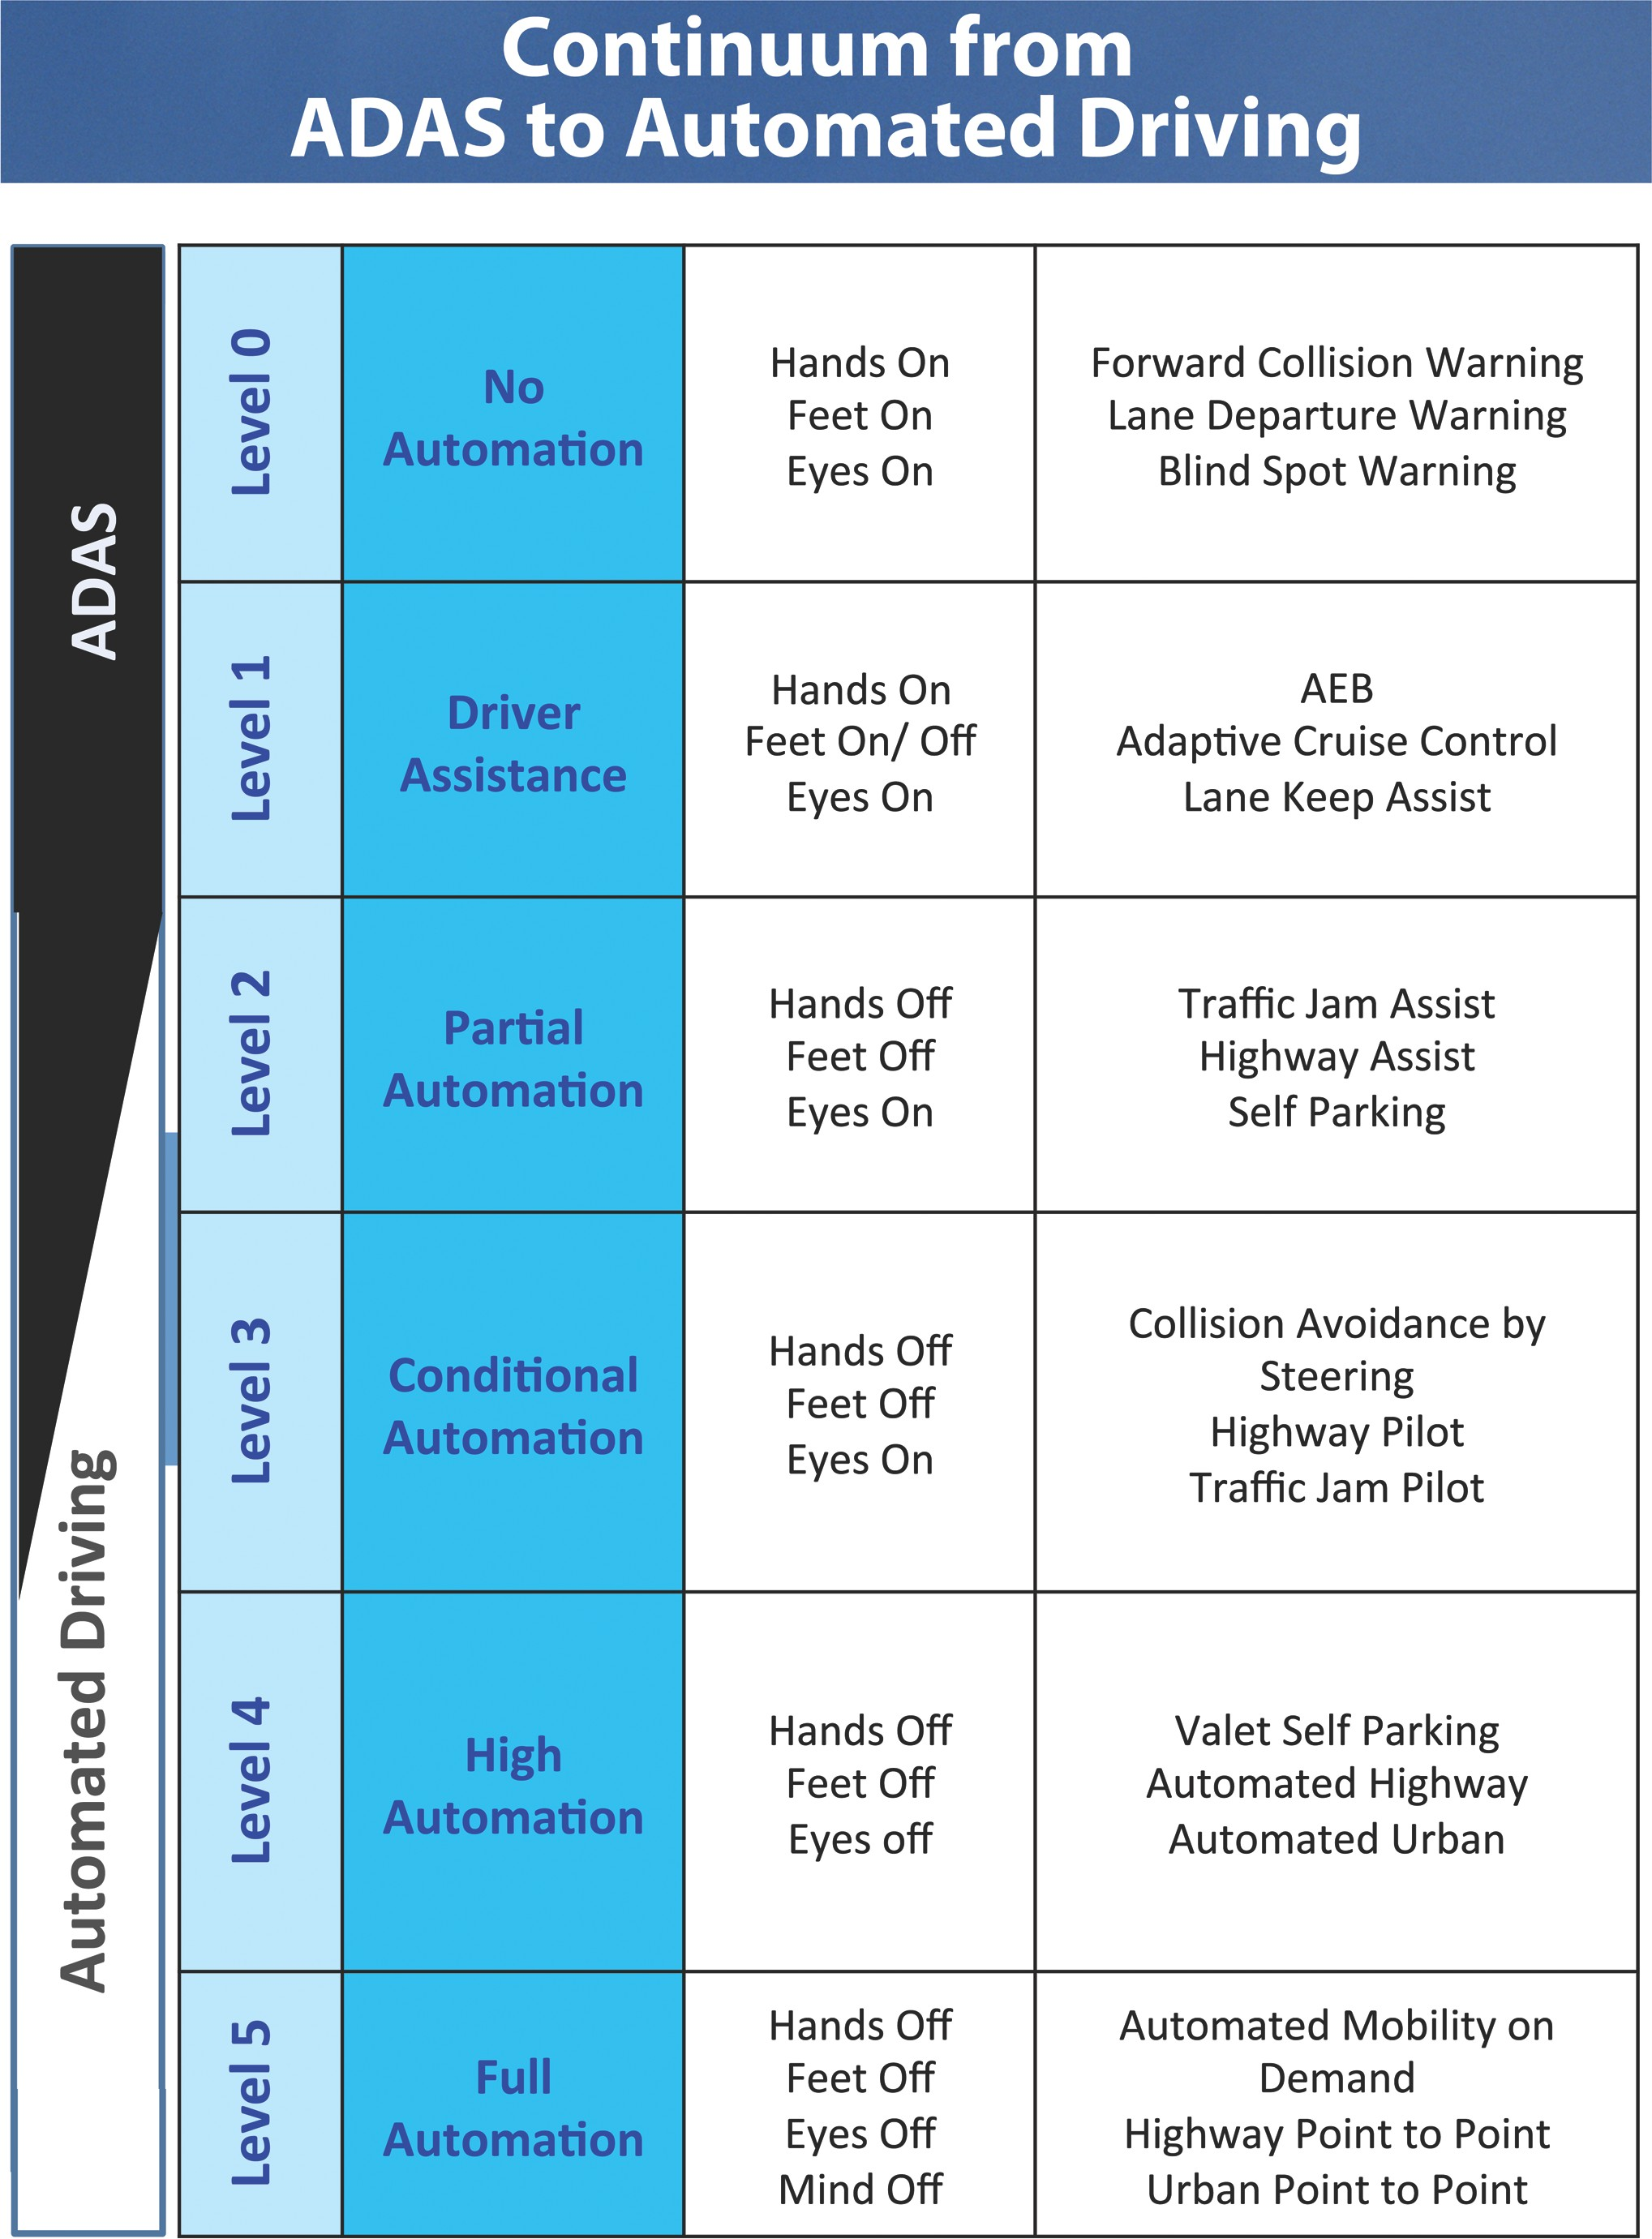 Continuum from
ADAS to Automated Driving
ADAS
Automated Driving
Level 0
No
Automation
Hands On
Feet On
Eyes On
Forward Collision Warning
Lane Departure Warning
Blind Spot Warning
Level 1
Driver
Assistance
Hands On
Feet On/ Off
Eyes On
AEB
Adaptive Cruise Control
Lane Keep Assist
Level 2
Partial
Automation
Hands Off
Feet Off
Eyes On
Traffic Jam Assist
Highway Assist
Self Parking
Level 3
Conditional
Automation
Hands Off
Feet Off
Eyes On
Collision Avoidance by
Steering
Highway Pilot
Traffic Jam Pilot
Level 4
High
Automation
Hands Off
Feet Off
Eyes off
Valet Self Parking
Automated Highway
Automated Urban
Level 5
Full
Automation
Hands Off
Feet Off
Eyes Off
Mind Off
Automated Mobility on
Demand
Highway Point to Point
Urban Point to Point